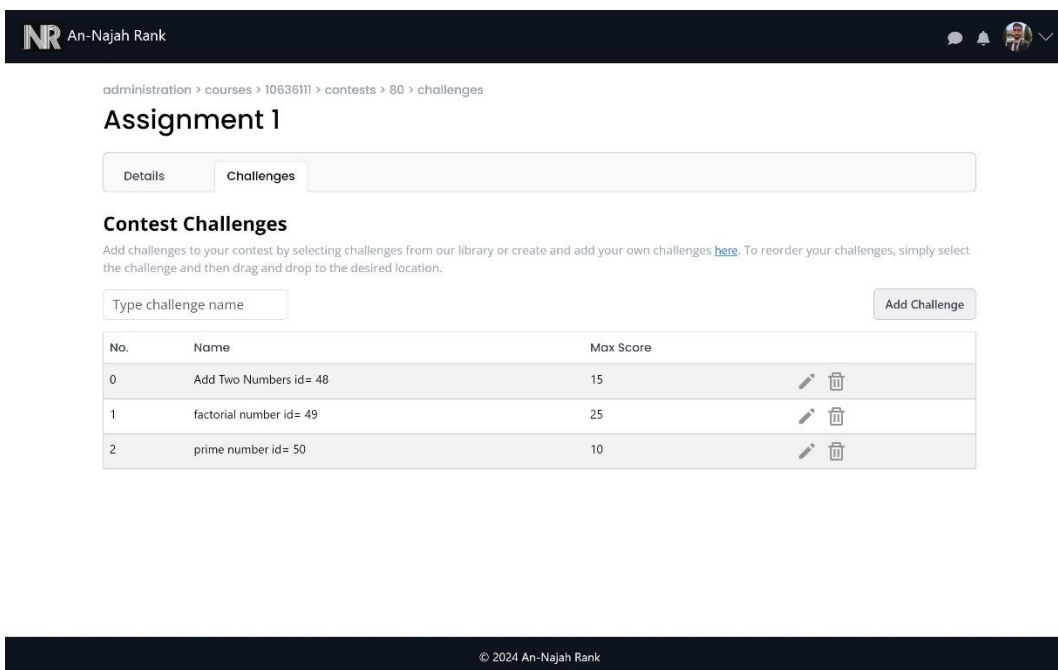 NR An-Najah Rank
administration > courses > 10636111 > contests > 80 > challenges
Assignment 1
Details Challenges
Contest Challenges
Add challenges to your contest by selecting challenges from our library or create and add your own challenges here. To reorder your challenges, simply select
the challenge and then drag and drop to the desired location.
Type challenge name Add Challenge
No. Name Max Score
0 Add Two Numbers id= 48 15
1 factorial number id= 49 25
2 prime number id= 50 10
© 2024 An-Najah Rank